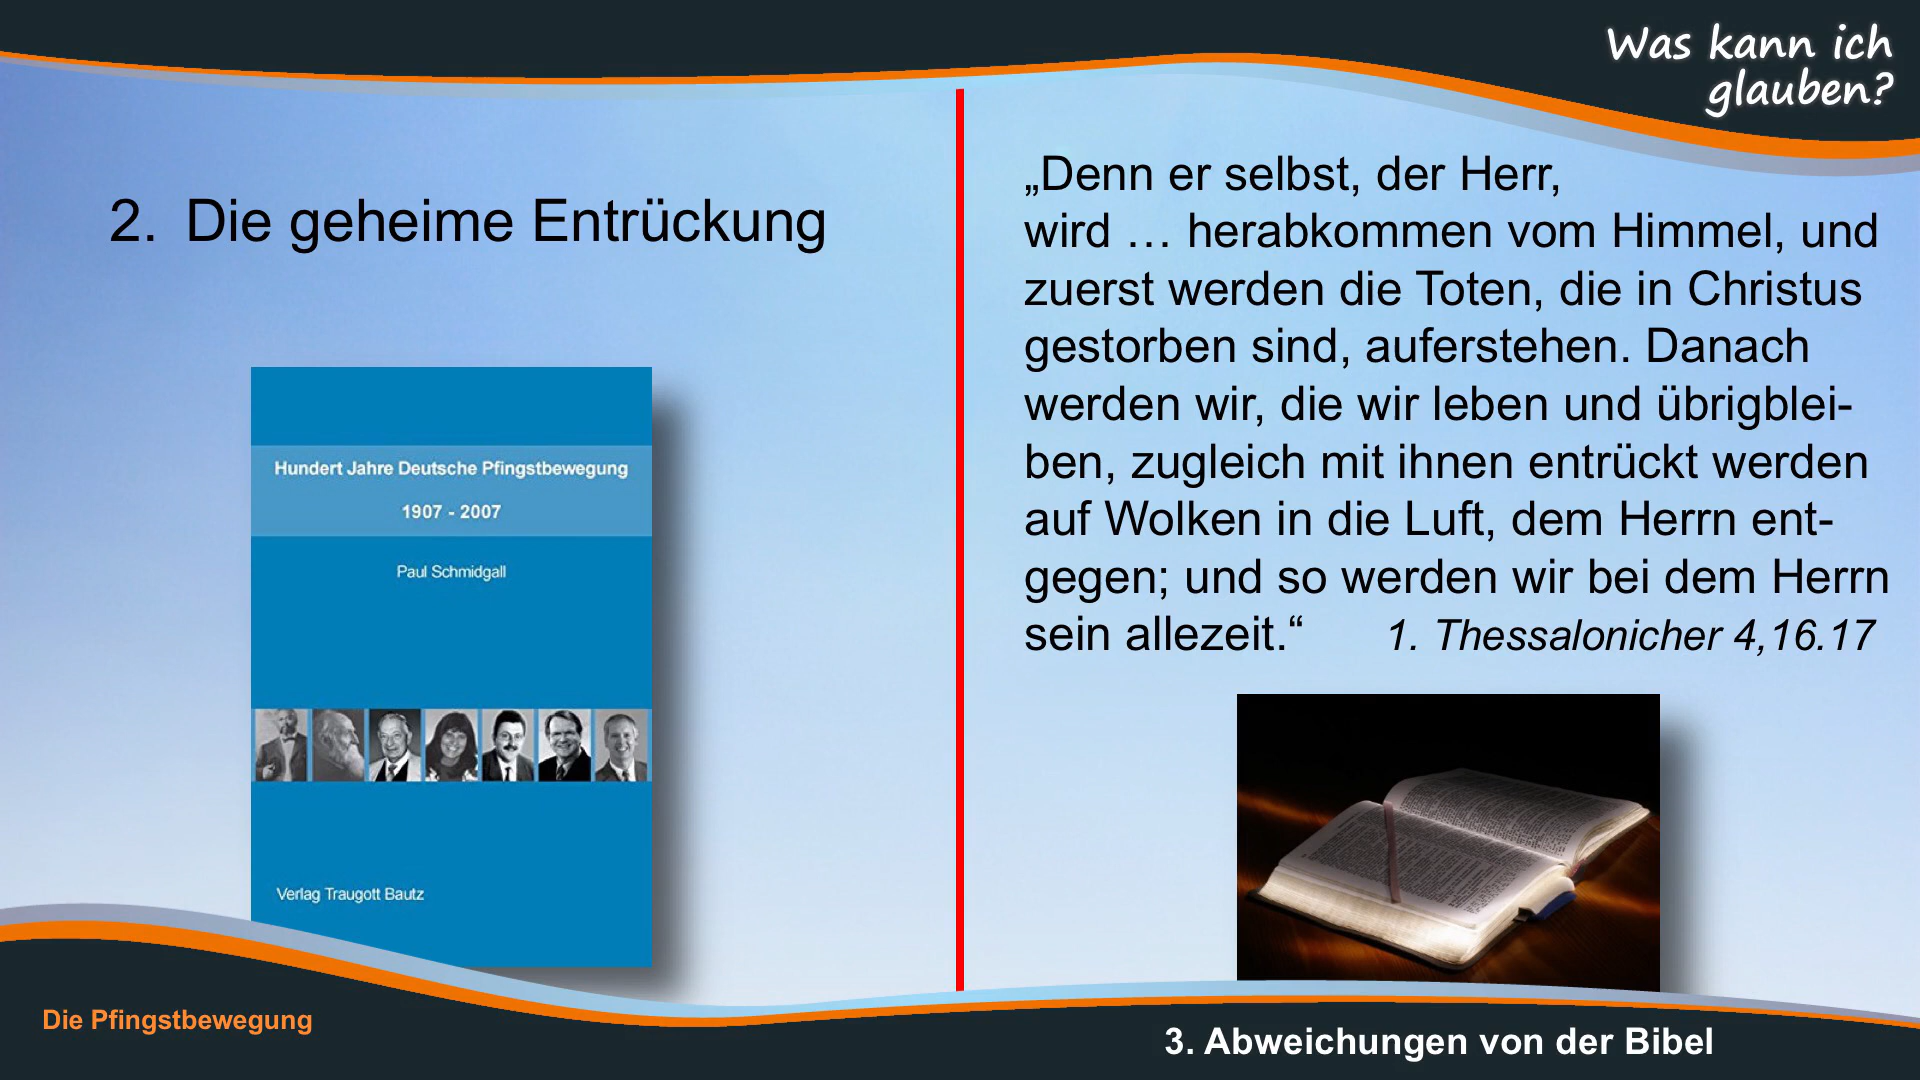 Was kann ich
glauben?
2. Die geheime Entrückung
Hundert Jahre Deutsche Pfingstbewegung
1907 - 2007
Paul Schmidgall
Verlag Traugott Bautz
„Denn er selbst, der Herr,
wird … herabkommen vom Himmel, und
zuerst werden die Toten, die in Christus
gestorben sind, auferstehen. Danach
werden wir, die wir leben und übrigblei-
ben, zugleich mit ihnen entrückt werden
auf Wolken in die Luft, dem Herrn ent-
gegen; und so werden wir bei dem Herrn
sein allezeit.“ 1. Thessalonicher 4,16.17
Die Pfingstbewegung
3. Abweichungen von der Bibel